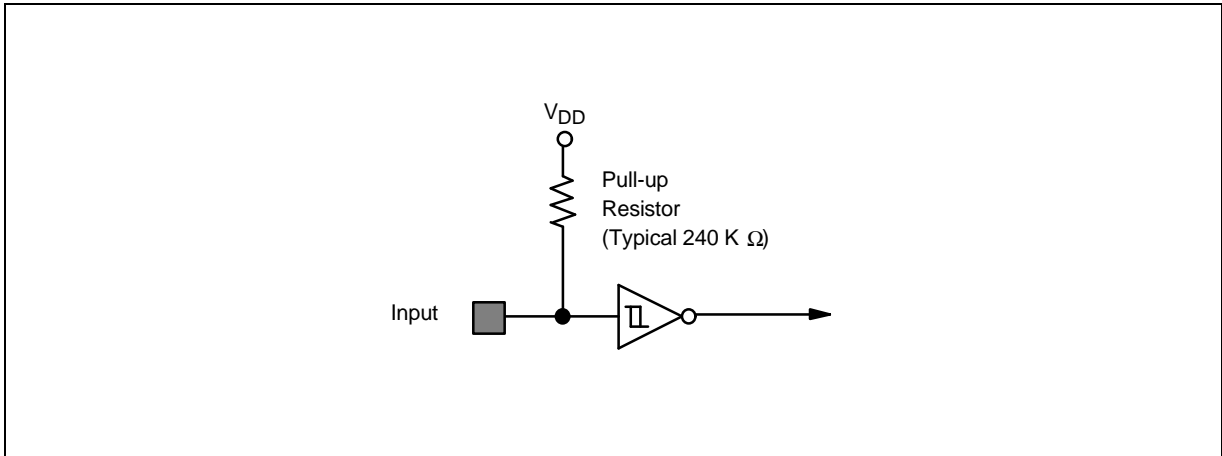 VDD
Pull-up
Resistor
(Typical 240 K Ω)
Input